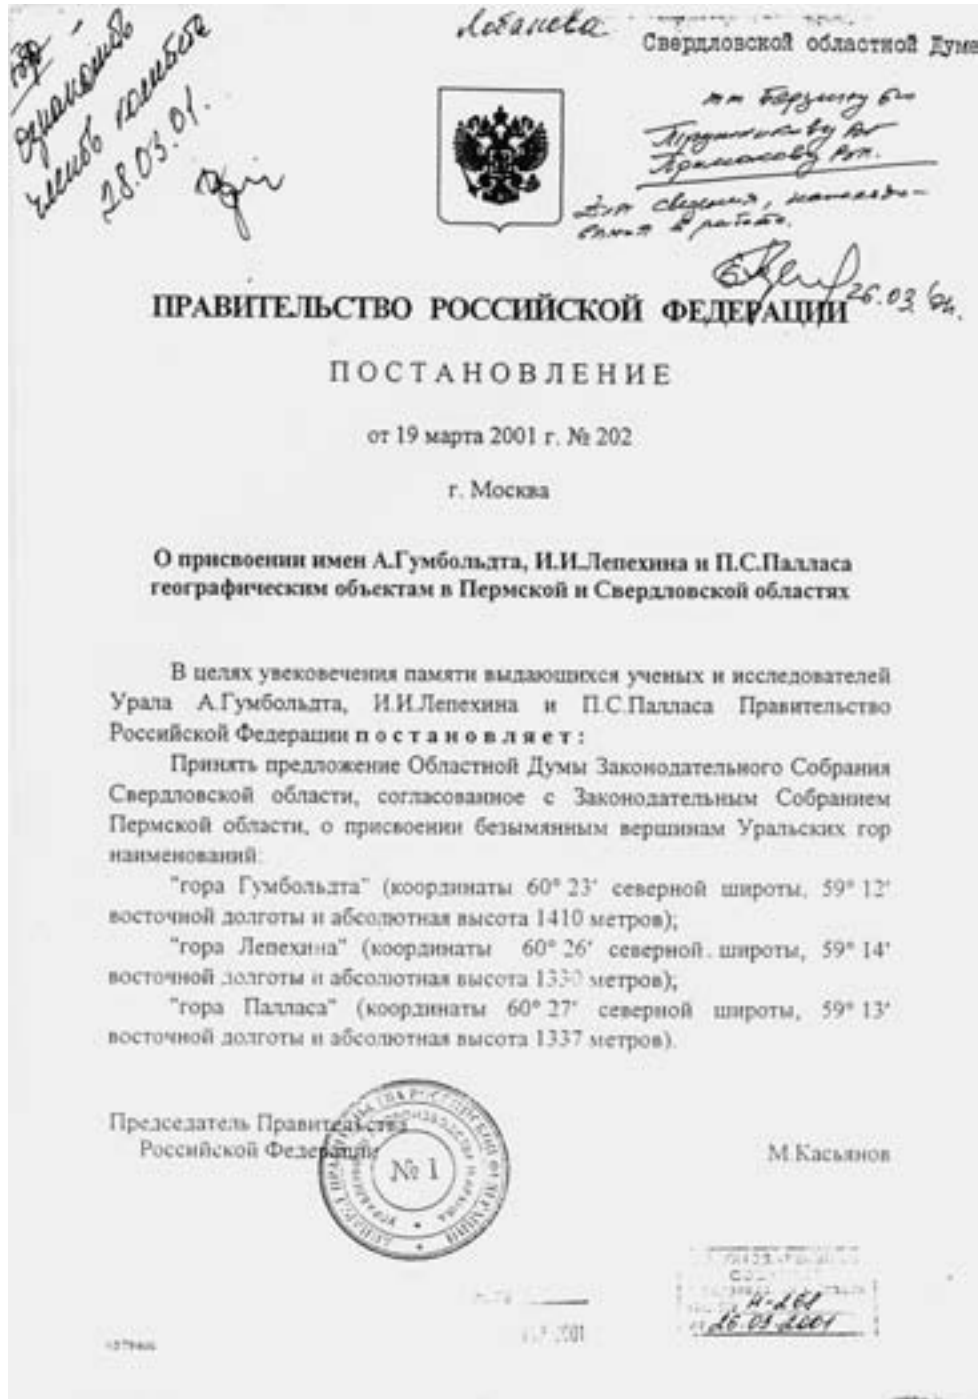 Свердловской областной Думе
28.03.01.
26.03
ПРАВИТЕЛЬСТВО РОССИЙСКОЙ ФЕДЕРАЦИИ
ПОСТАНОВЛЕНИЕ
от 19 марта 2001 г. № 202
г. Москва
О присвоении имен А.Гумбольдта, И.И.Лепехина и П.С.Палласа
географическим объектам в Пермской и Свердловской областях
В целях увековечения памяти выдающихся ученых и исследователей
Урала А.Гумбольдта, И.И.Лепехина и П.С.Палласа Правительство
Российской Федерации постановляет:
Принять предложение Областной Думы Законодательного Собрания
Свердловской области, согласованное с Законодательным Собранием
Пермской области, о присвоении безымянным вершинам Уральских гор
наименований:
"гора Гумбольдта" (координаты 60° 23' северной широты, 59° 12'
восточной долготы и абсолютная высота 1410 метров);
"гора Лепехина" (координаты 60° 26' северной широты, 59° 14'
восточной долготы и абсолютная высота 1330 метров);
"гора Палласа" (координаты 60° 27' северной широты, 59° 13'
восточной долготы и абсолютная высота 1337 метров).
Председатель Правительства
Российской Федерации
М.Касьянов
№ 1
26.03.2001